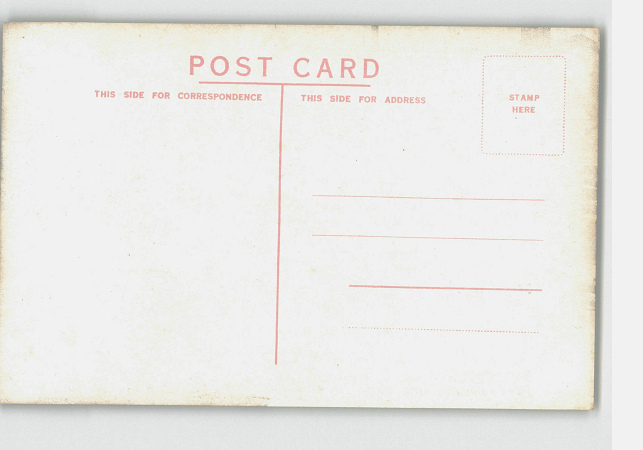 POST CARD
THIS SIDE FOR CORRESPONDENCE
THIS SIDE FOR ADDRESS
STAMP
HERE